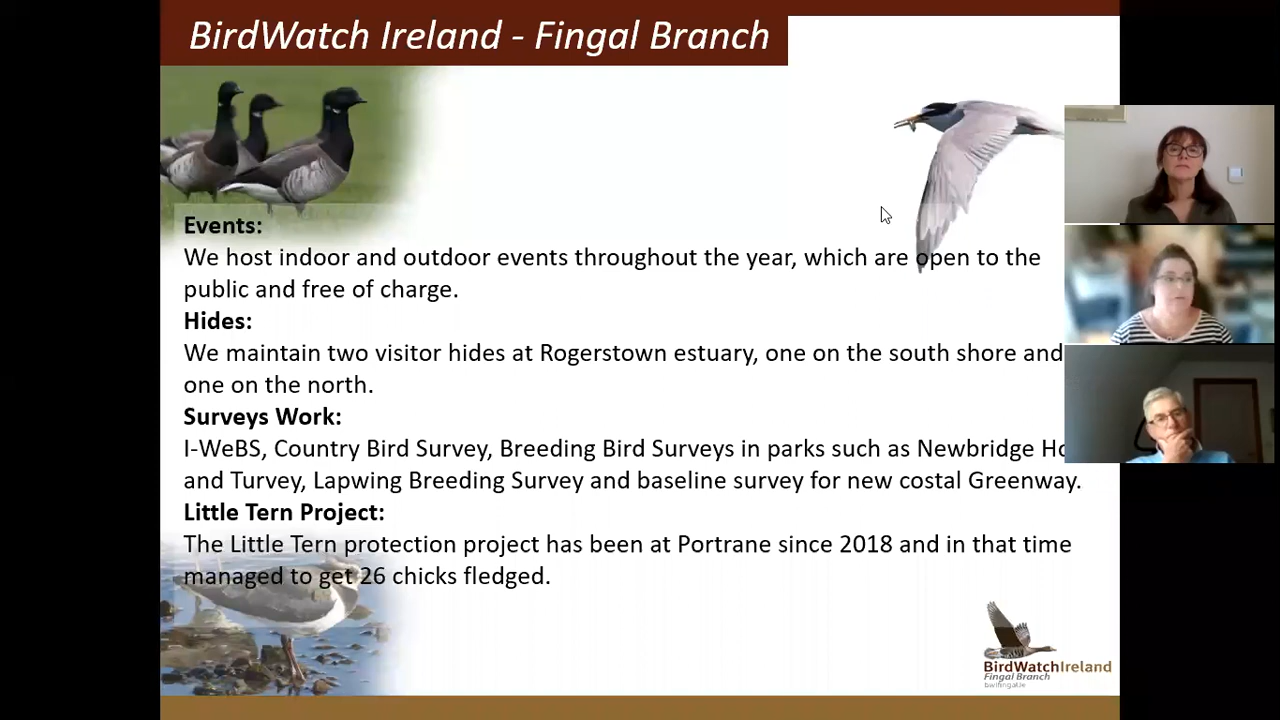 BirdWatch Ireland - Fingal Branch
Events:
We host indoor and outdoor events throughout the year, which are open to the
public and free of charge.
Hides:
We maintain two visitor hides at Rogerstown estuary, one on the south shore and
one on the north.
Surveys Work:
I-WeBS, Country Bird Survey, Breeding Bird Surveys in parks such as Newbridge
and Turvey, Lapwing Breeding Survey and baseline survey for new costal Greenway.
Little Tern Project:
The Little Tern protection project has been at Portrane since 2018 and in that time
managed to get 26 chicks fledged.
BirdWatchIreland
Fingal Branch
bwifingal.ie